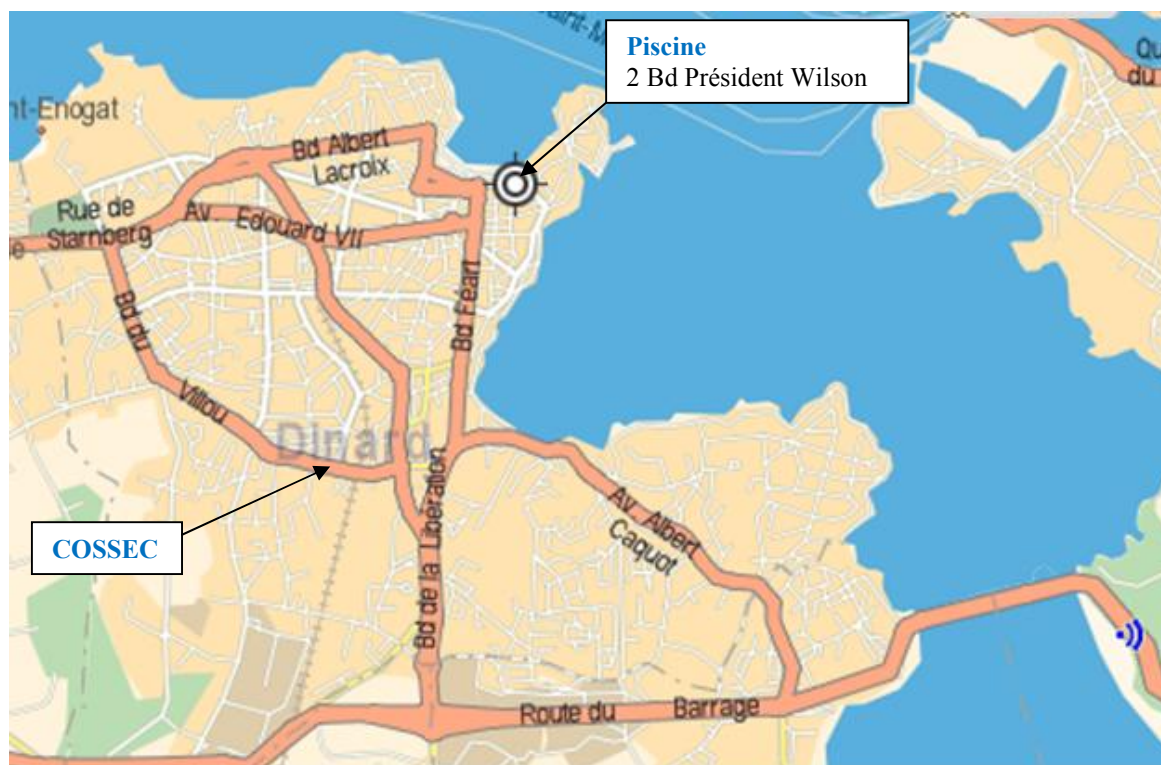 Piscine
2 Bd Président Wilson
Saint-M
Qu
du
nt-Enogat
Bd Albert
Lacroix
Rue de
Starnberg
Av. Edouard VII
Bd Féart
Bd du
Villou
Dinard
COSSEC
Bd de la Libération
Av. Albert
Caquot
Route du Barrage